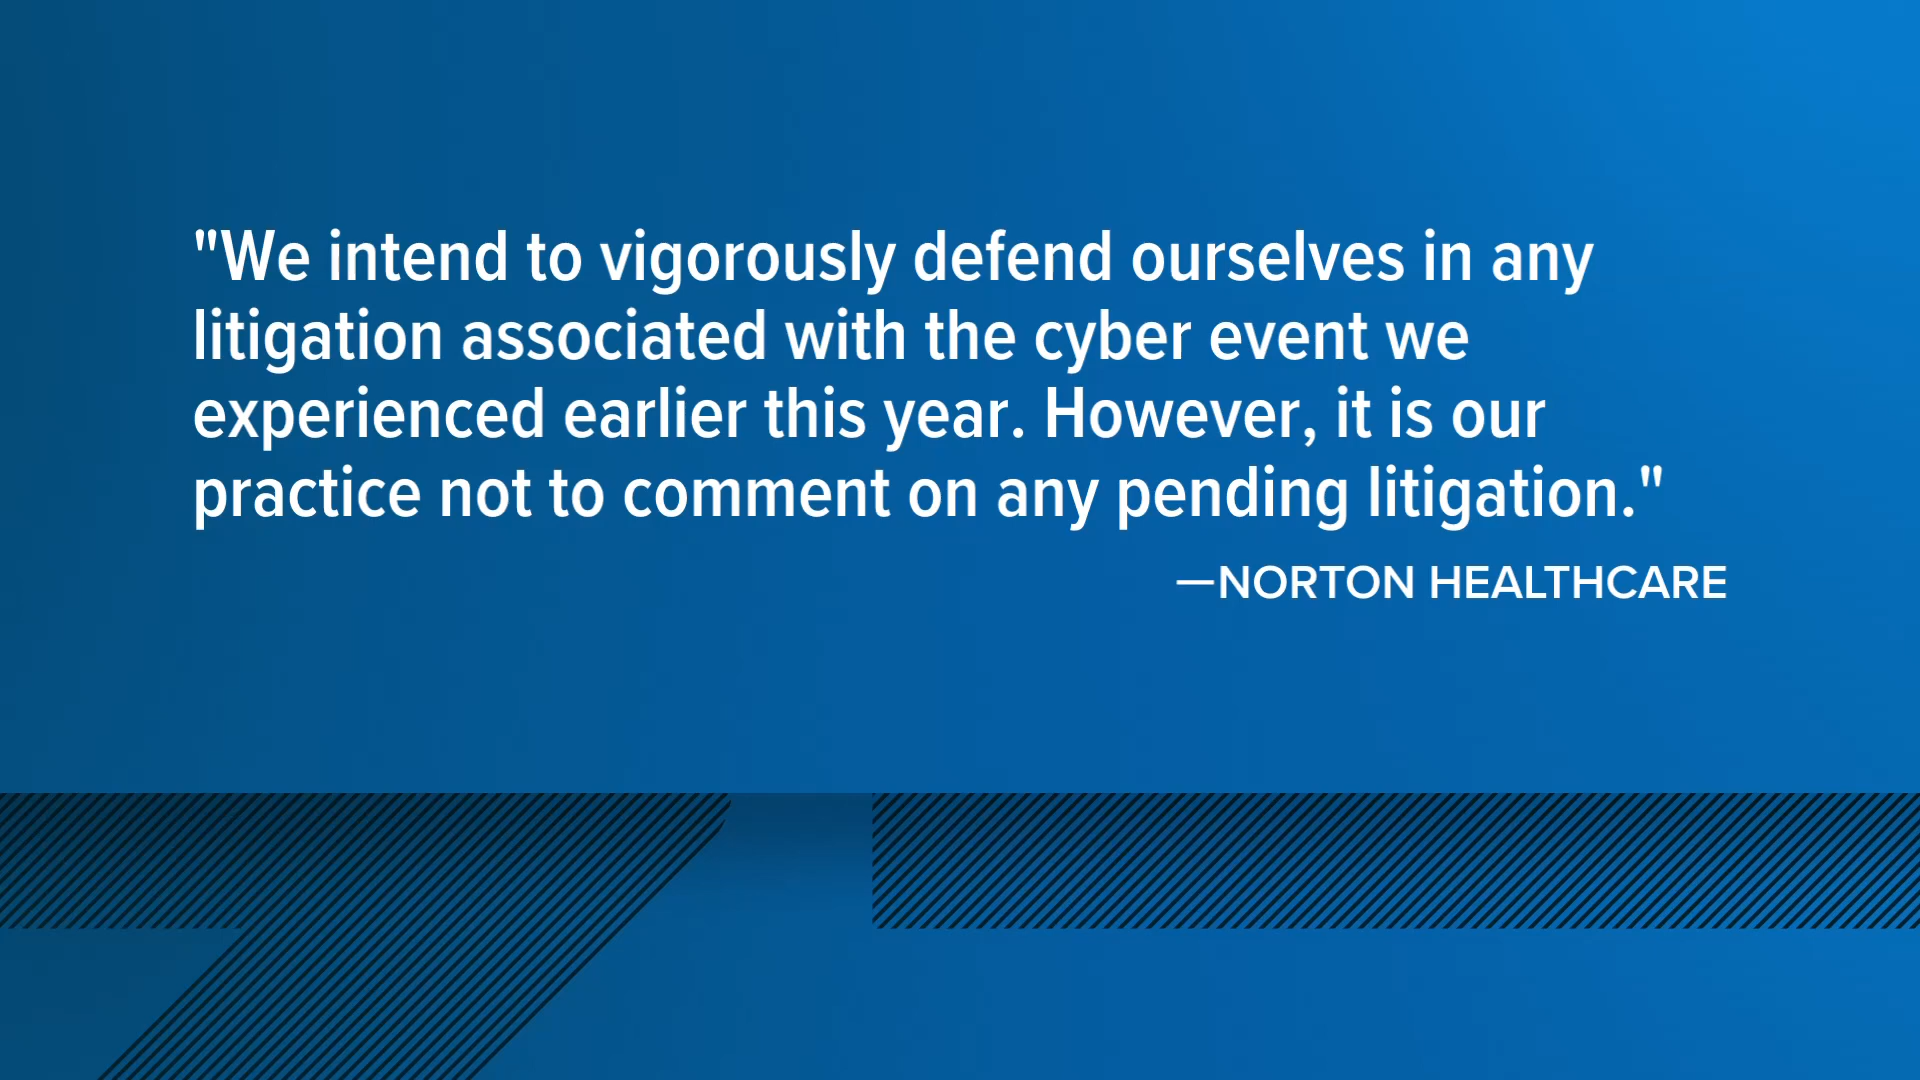 "We intend to vigorously defend ourselves in any
litigation associated with the cyber event we
experienced earlier this year. However, it is our
practice not to comment on any pending litigation."
—NORTON HEALTHCARE